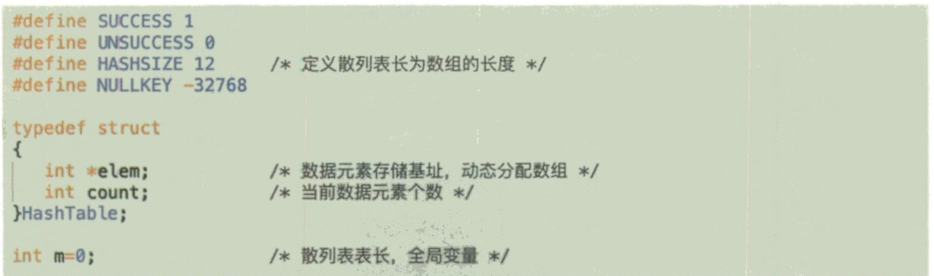 #define SUCCESS 1
#define UNSUCCESS 0
#define HASHSIZE 12 /* 定义散列表长为数组的长度 */
#define NULLKEY -32768
typedef struct
{
int *elem; /* 数据元素存储基址，动态分配数组 */
int count; /* 当前数据元素个数 */
}HashTable;
int m=0; /* 散列表表长，全局变量 */